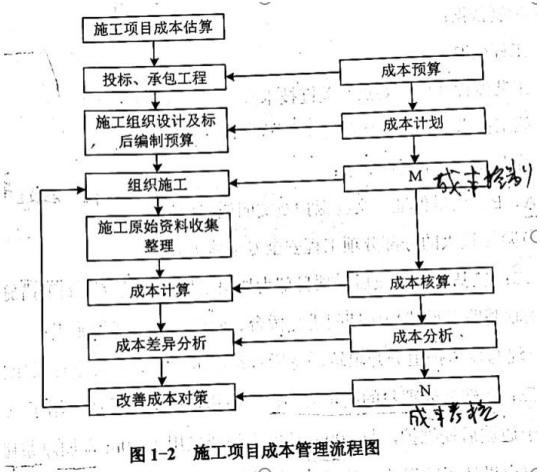 施工项目成本估算
投标、承包工程
成本预算
施工组织设计及标
后编制预算
成本计划
组织施工
M
成本控制
施工原始资料收集
整理
成本计算
成本核算
成本差异分析
成本分析
改善成本对策
N
成本考核
图 1-2 施工项目成本管理流程图